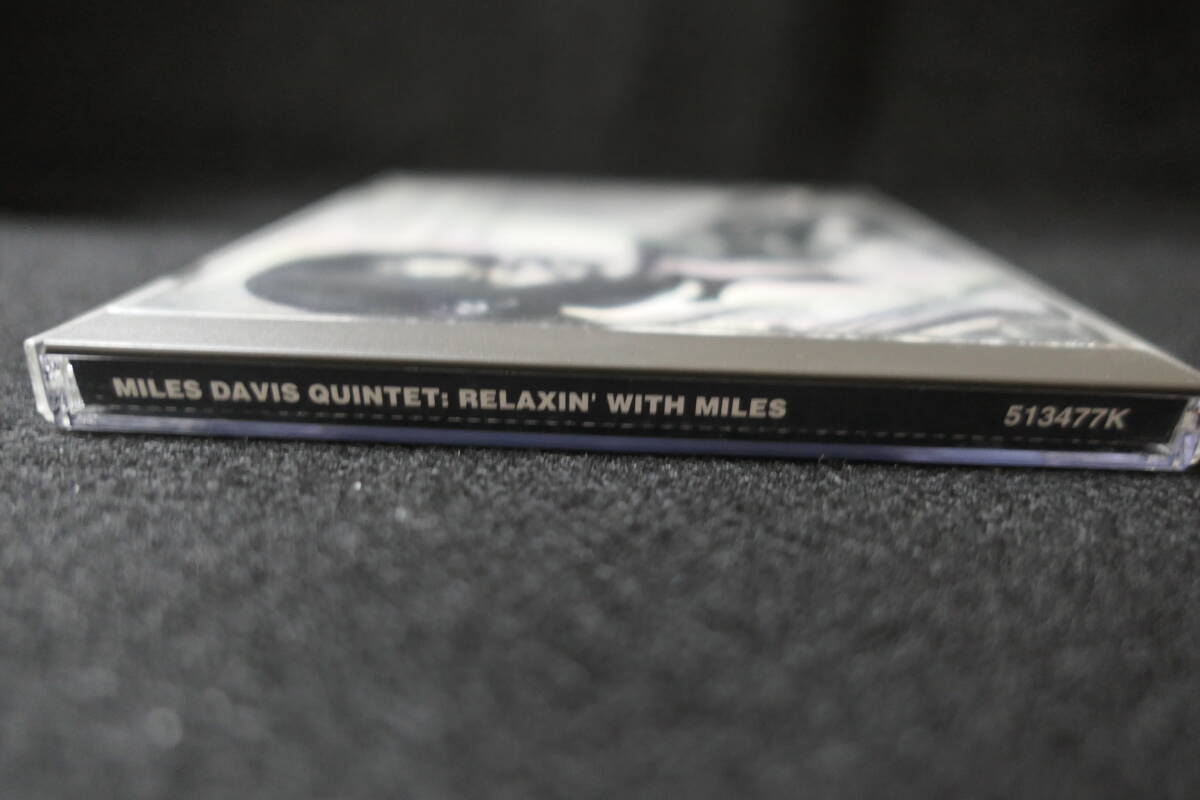 MILES DAVIS QUINTET: RELAXIN' WITH MILES 513477K